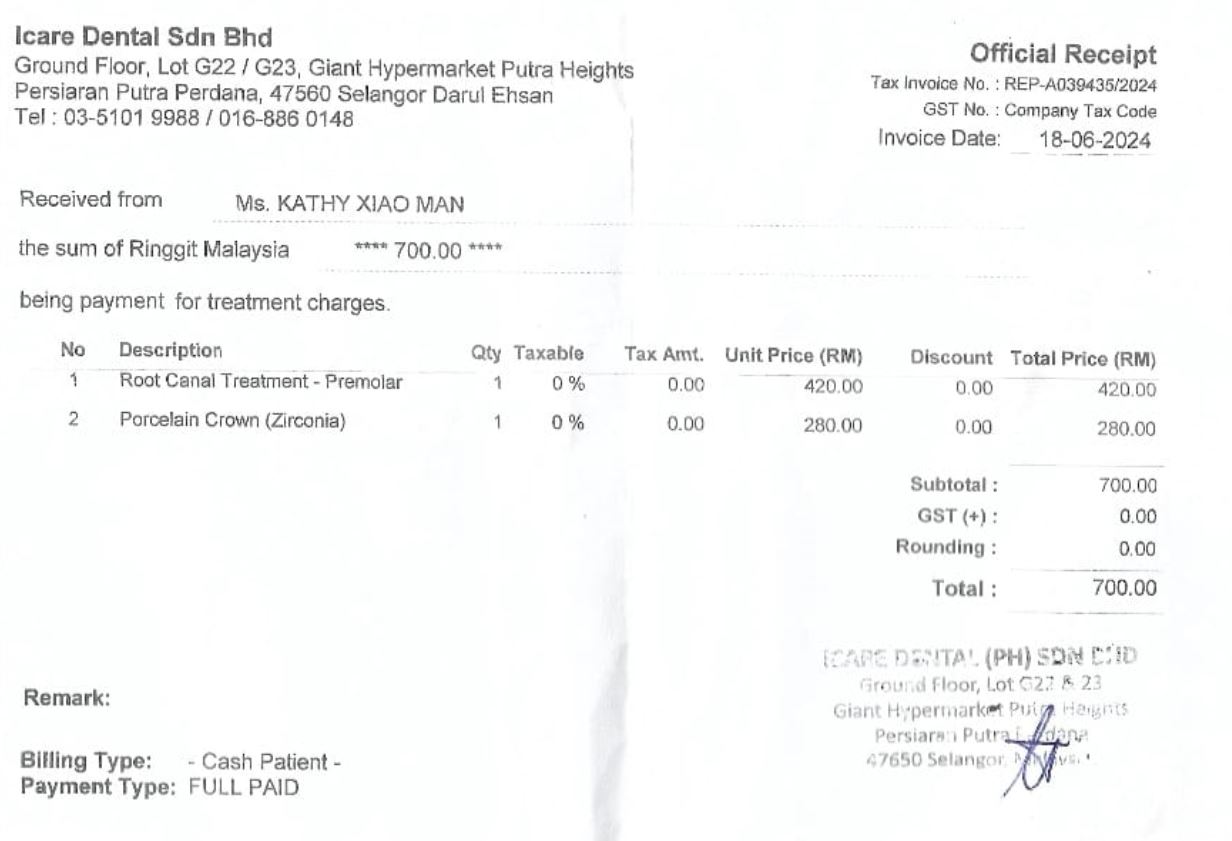 Icare Dental Sdn Bhd
Ground Floor, Lot G22 / G23, Giant Hypermarket Putra Heights
Persiaran Putra Perdana, 47560 Selangor Darul Ehsan
Tel : 03-5101 9988 / 016-886 0148
Official Receipt
Tax Invoice No. : REP-A039435/2024
GST No. : Company Tax Code
Invoice Date: 18-06-2024
Received from Ms. KATHY XIAO MAN
the sum of Ringgit Malaysia **** 700.00 ****
being payment for treatment charges.
No Description Qty Taxable Tax Amt. Unit Price (RM) Discount Total Price (RM)
1 Root Canal Treatment - Premolar 1 0 % 0.00 420.00 0.00 420.00
2 Porcelain Crown (Zirconia) 1 0 % 0.00 280.00 0.00 280.00
Subtotal : 700.00
GST (+) : 0.00
Rounding : 0.00
Total : 700.00
ICARE DENTAL (PH) SDN BHD
Ground Floor, Lot G22 & 23
Giant Hypermarket Putra Heights
Persiaran Putra
47650 Selangor,
Remark:
Billing Type: - Cash Patient -
Payment Type: FULL PAID